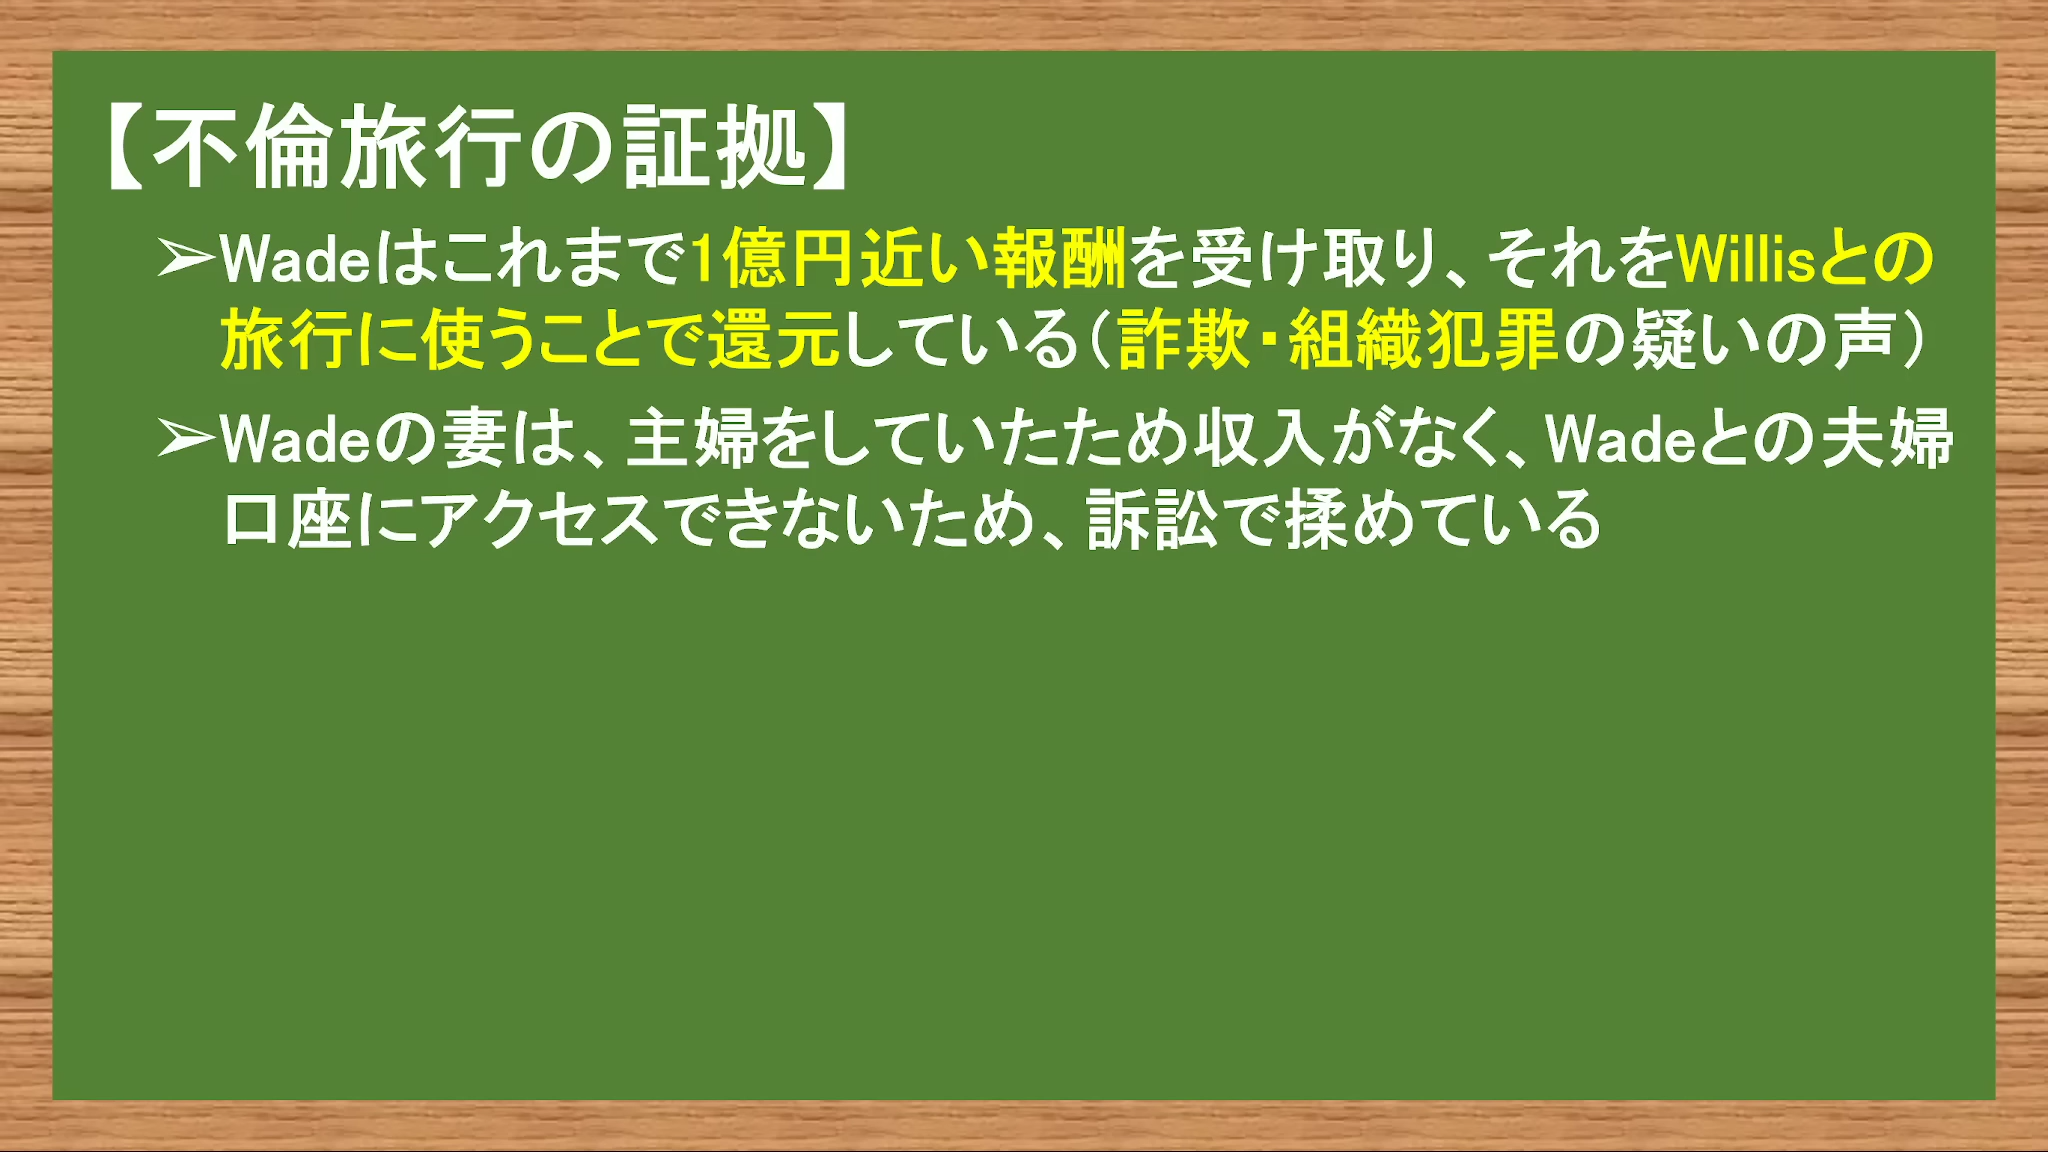 【不倫旅行の証拠】
➢Wadeはこれまで1億円近い報酬を受け取り、それをWillisとの
旅行に使うことで還元している（詐欺・組織犯罪の疑いの声）
➢Wadeの妻は、主婦をしていたため収入がなく、Wadeとの夫婦
口座にアクセスできないため、訴訟で揉めている